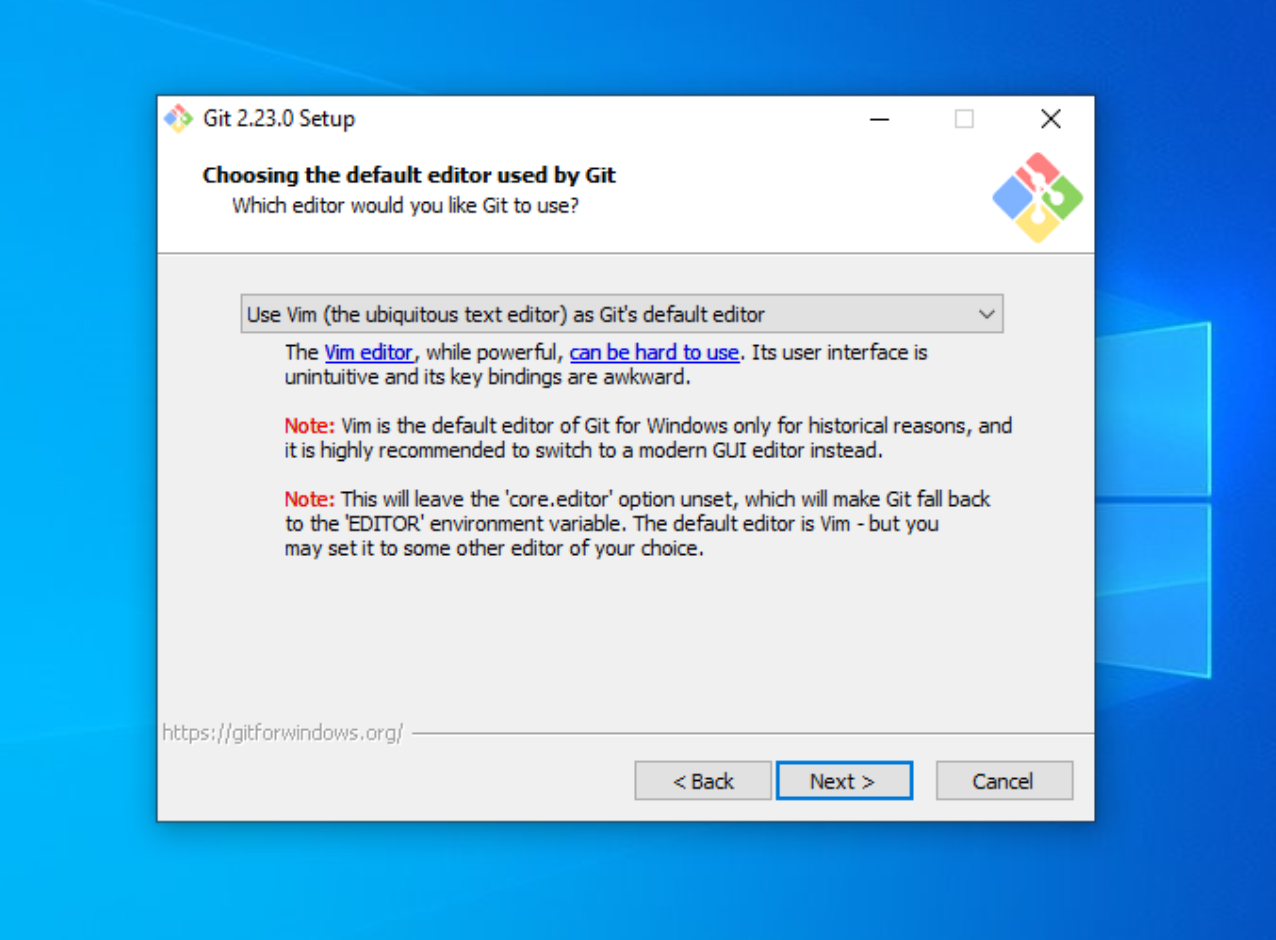 Git 2.23.0 Setup
Choosing the default editor used by Git
Which editor would you like Git to use?
Use Vim (the ubiquitous text editor) as Git's default editor
The Vim editor, while powerful, can be hard to use. Its user interface is
unintuitive and its key bindings are awkward.
Note: Vim is the default editor of Git for Windows only for historical reasons, and
it is highly recommended to switch to a modern GUI editor instead.
Note: This will leave the 'core.editor' option unset, which will make Git fall back
to the 'EDITOR' environment variable. The default editor is Vim - but you
may set it to some other editor of your choice.
https://gitforwindows.org/
< Back Next > Cancel